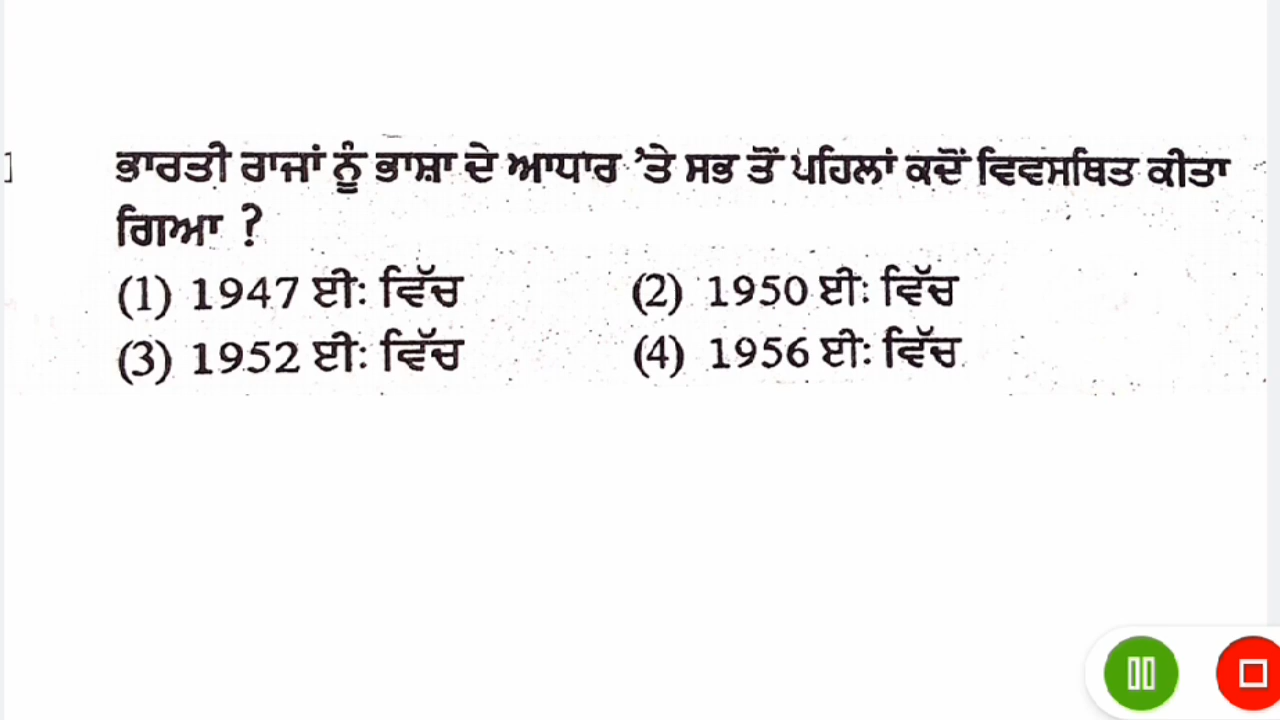 ਭਾਰਤੀ ਰਾਜਾਂ ਨੂੰ ਭਾਸ਼ਾ ਦੇ ਆਧਾਰ 'ਤੇ ਸਭ ਤੋਂ ਪਹਿਲਾਂ ਕਦੋਂ ਵਿਵਸਥਿਤ ਕੀਤਾ
ਗਿਆ ?
(1) 1947 ਈਃ ਵਿੱਚ (2) 1950 ਈਃ ਵਿੱਚ
(3) 1952 ਈਃ ਵਿੱਚ (4) 1956 ਈਃ ਵਿੱਚ